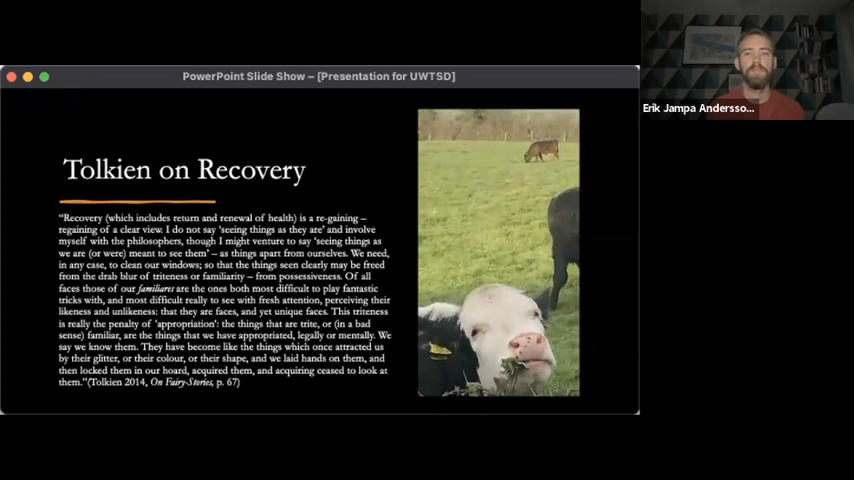 PowerPoint Slide Show – [Presentation for UWTSD]
Erik Jampa Andersso...
Tolkien on Recovery
“Recovery (which includes return and renewal of health) is a re-gaining –
regaining of a clear view. I do not say ‘seeing things as they are’ and involve
myself with the philosophers, though I might venture to say ‘seeing things as
we are (or were) meant to see them’ – as things apart from ourselves. We need,
in any case, to clean our windows; so that the things seen clearly may be freed
from the drab blur of triteness or familiarity – from possessiveness. Of all
faces those of our familiares are the ones both most difficult to play fantastic
tricks with, and most difficult really to see with fresh attention, perceiving their
likeness and unlikeness: that they are faces, and yet unique faces. This triteness
is really the penalty of ‘appropriation’: the things that are trite, or (in a bad
sense) familiar, are the things that we have appropriated, legally or mentally. We
say we know them. They have become like the things which once attracted us
by their glitter, or their colour, or their shape, and we laid hands on them, and
then locked them in our hoard, acquired them, and acquiring ceased to look at
them.”(Tolkien 2014, On Fairy-Stories, p. 67)